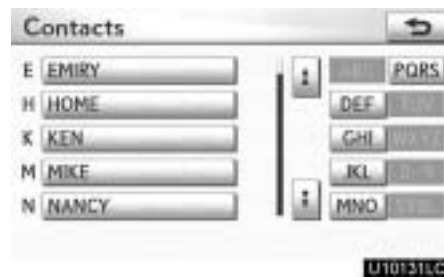 Contacts
E EMIRY PQRS
H HOME DEF
K KEN GHI
M MIKE JKL
N NANCY MNO
U10131LC